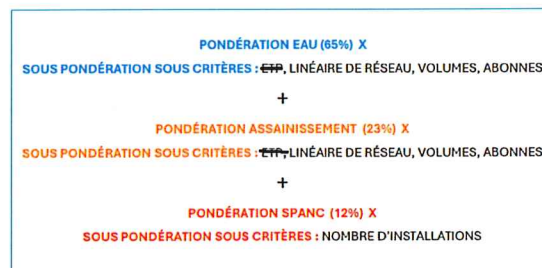 PONDÉRATION EAU (65%) X
SOUS PONDÉRATION SOUS CRITÈRES : ETP, LINÉAIRE DE RÉSEAU, VOLUMES, ABONNES
+
PONDÉRATION ASSAINISSEMENT (23%) X
SOUS PONDÉRATION SOUS CRITÈRES : ETP, LINÉAIRE DE RÉSEAU, VOLUMES, ABONNES
+
PONDÉRATION SPANC (12%) X
SOUS PONDÉRATION SOUS CRITÈRES : NOMBRE D'INSTALLATIONS